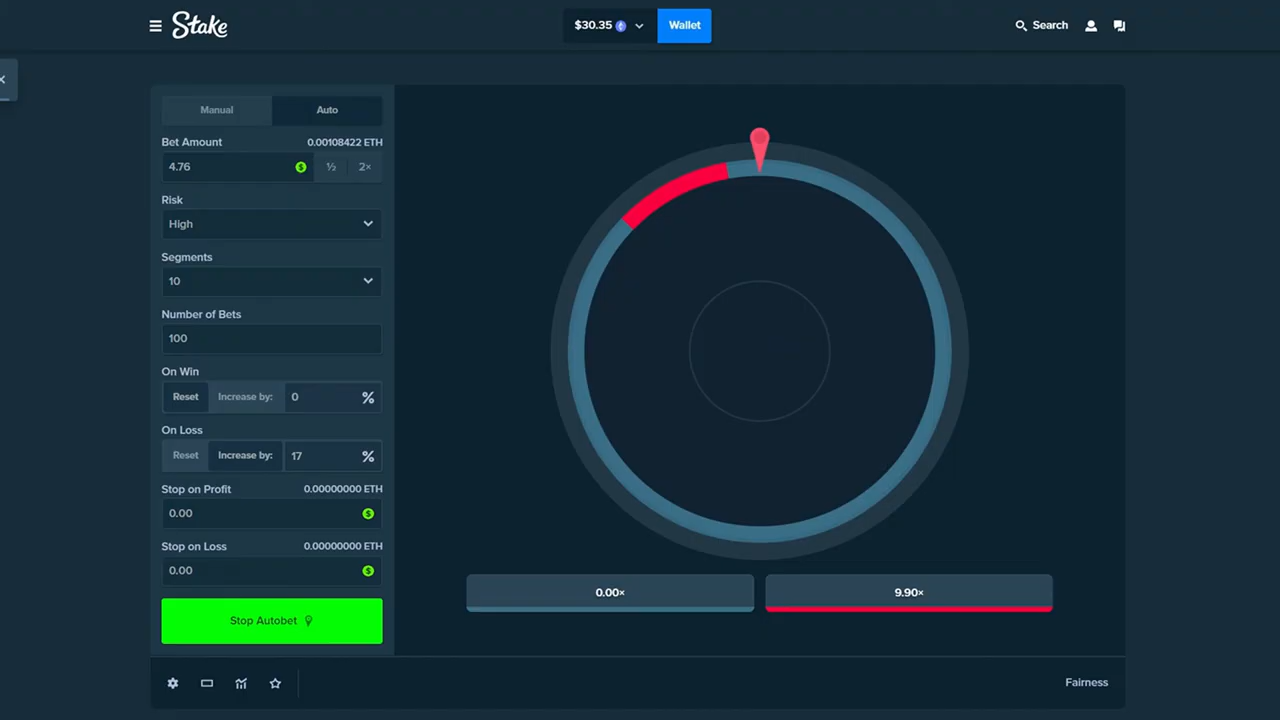 Stake
$30.35
Wallet
Search
Manual
Auto
Bet Amount
0.00108422 ETH
4.76
½
2×
Risk
High
Segments
10
Number of Bets
100
On Win
Reset
Increase by:
0
%
On Loss
Reset
Increase by:
17
%
Stop on Profit
0.00000000 ETH
0.00
Stop on Loss
0.00000000 ETH
0.00
Stop Autobet
0.00×
9.90×
Fairness